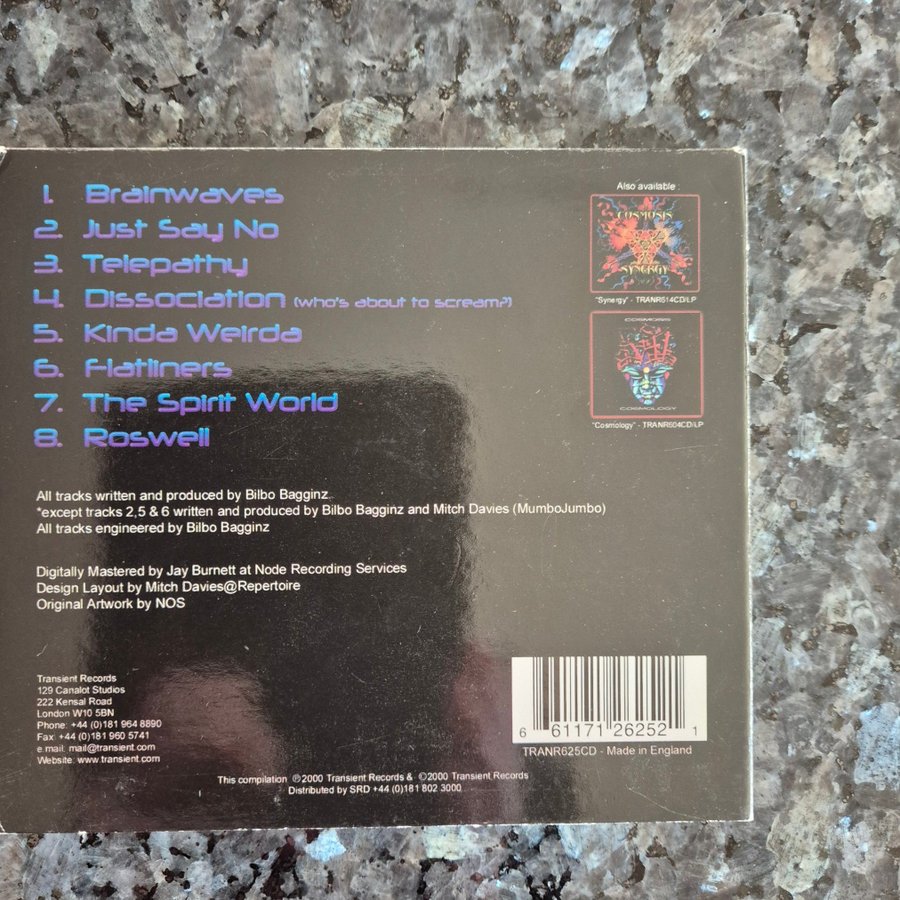 1. Brainwaves
2. Just Say No
3. Telepathy
4. Dissociation (who's about to scream?)
5. Kinda Weirda
6. Flatliners
7. The Spirit World
8. Roswell
Also available
COSMOSIS
SYNERGY
"Synergy" - TRANR614CD/LP
COSMOSIS
COSMOLOGY
"Cosmology" - TRANR604CD/LP
All tracks written and produced by Bilbo Bagginz.
*except tracks 2,5 & 6 written and produced by Bilbo Bagginz and Mitch Davies (MumboJumbo)
All tracks engineered by Bilbo Bagginz
Digitally Mastered by Jay Burnett at Node Recording Services
Design Layout by Mitch Davies@Repertoire
Original Artwork by NOS
Transient Records
129 Canalot Studios
222 Kensal Road
London W10 5BN
Phone: +44 (0)181 964 8890
Fax: +44 (0)181 960 5741
e.mail: mail@transient.com
Website: www.transient.com
6 61171 26252 1
TRANR625CD - Made in England
This compilation ℗2000 Transient Records & ©2000 Transient Records
Distributed by SRD +44 (0)181 802 3000